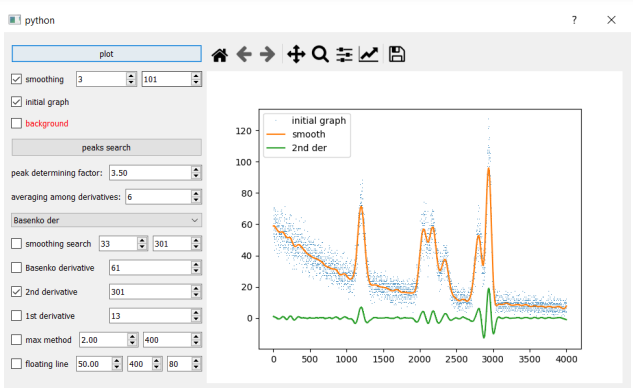 python
?
plot
smoothing 3 101
initial graph
background
peaks search
peak determining factor: 3.50
averaging among derivatives: 6
Basenko der
smoothing search 33 301
Basenko derivative 61
2nd derivative 301
1st derivative 13
max method 2.00 400
floating line 50.00 400 80
initial graph
smooth
2nd der
120
100
80
60
40
20
0
0 500 1000 1500 2000 2500 3000 3500 4000